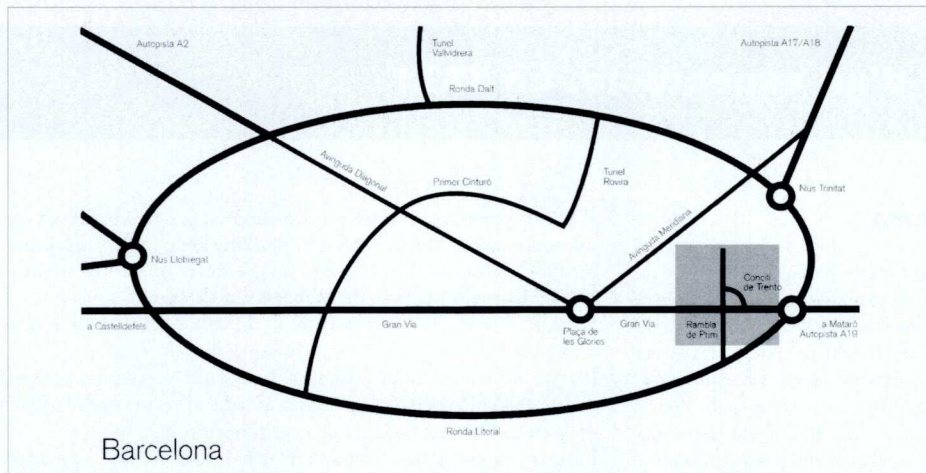 Autopista A2
Tunel
Valvidrera
Autopista A17/A18
Ronda Dalt
Avinguda Diagonal
Primer Cinturó
Tunel
Rovira
Avinguda Meridiana
Nus Trinitat
Nus Llobregat
Concili
de Trento
a Castelldefels
Gran Via
Plaça de
les Glories
Gran Via
Rambla
de Prim
a Mataró
Autopista A19
Ronda Literal
Barcelona